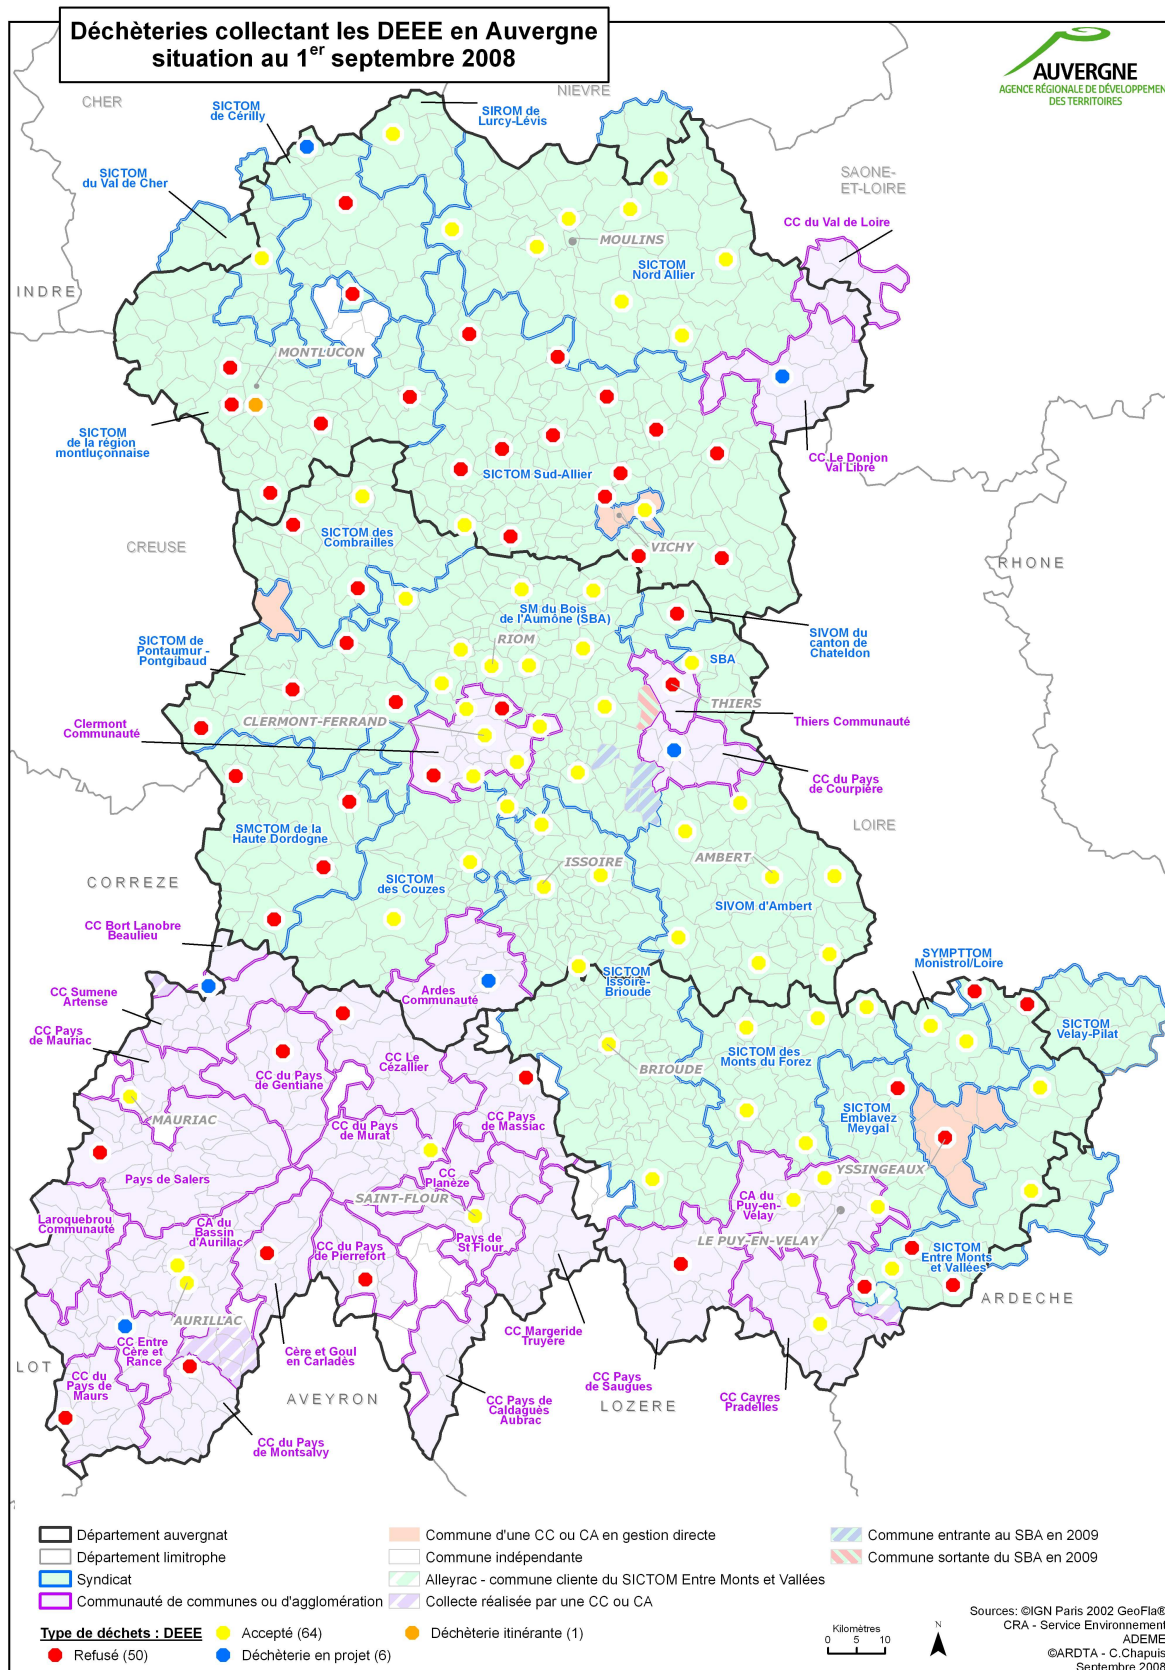 Déchèteries collectant les DEEE en Auvergne
situation au 1er septembre 2008
AUVERGNE
AGENCE RÉGIONALE DE DÉVELOPPEMENT
DES TERRITOIRES
CHER
NIEVRE
SICTOM
de Cérilly
SIROM de
Lurcy-Lévis
SICTOM
du Val de Cher
SAONE-
ET-LOIRE
CC du Val de Loire
MOULINS
SICTOM
Nord Allier
INDRE
MONTLUCON
SICTOM
de la région
montluçonnaise
CC Le Donjon
Val Libre
SICTOM Sud-Allier
SICTOM des
Combrailles
CREUSE
VICHY
RHONE
SM du Bois
de l'Aumône (SBA)
RIOM
SICTOM de
Pontaumur -
Pontgibaud
SBA
SIVOM du
canton de
Chateldon
THIERS
Clermont
Communauté
CLERMONT-FERRAND
Thiers Communauté
CC du Pays
de Courpière
SMCTOM de la
Haute Dordogne
LOIRE
ISSOIRE
AMBERT
CORREZE
SICTOM
des Couzes
SIVOM d'Ambert
CC Bort Lanobre
Beaulieu
SYMPTTOM
Monistrol/Loire
SICTOM
Issoire-
Brioude
CC Sumene
Artense
Ardes
Communauté
CC Pays
de Mauriac
SICTOM
Velay-Pilat
CC du Pays
de Gentiane
CC Le
Cézallier
SICTOM des
Monts du Forez
BRIOUDE
MAURIAC
CC du Pays
de Murat
CC Pays
de Massiac
SICTOM
Emblavez
Meygal
Pays de Salers
CC
Planèze
YSSINGEAUX
SAINT-FLOUR
CA du
Puy-en-
Velay
Laroquebrou
Communauté
CA du
Bassin
d'Aurillac
CC du Pays
de Pierrefort
Pays de
St Flour
LE PUY-EN-VELAY
SICTOM
Entre Monts
et Vallées
ARDECHE
AURILLAC
CC Entre
Cère et
Rance
Cère et Goul
en Carladès
CC Margeride
Truyère
LOT
CC du
Pays de
Maurs
AVEYRON
CC Pays de
Caldaguès
Aubrac
CC Pays
de Saugues
LOZERE
CC Cayres
Pradelles
CC du Pays
de Montsalvy
Département auvergnat
Commune d'une CC ou CA en gestion directe
Commune entrante au SBA en 2009
Département limitrophe
Commune indépendante
Commune sortante du SBA en 2009
Syndicat
Alleyrac - commune cliente du SICTOM Entre Monts et Vallées
Communauté de communes ou d'agglomération
Collecte réalisée par une CC ou CA
Type de déchets : DEEE
Accepté (64)
Déchèterie itinérante (1)
Refusé (50)
Déchèterie en projet (6)
Kilomètres
0 5 10
N
Sources: ©IGN Paris 2002 GeoFla®
CRA - Service Environnement
ADEME
©ARDTA - C.Chapuis
Septembre 2008